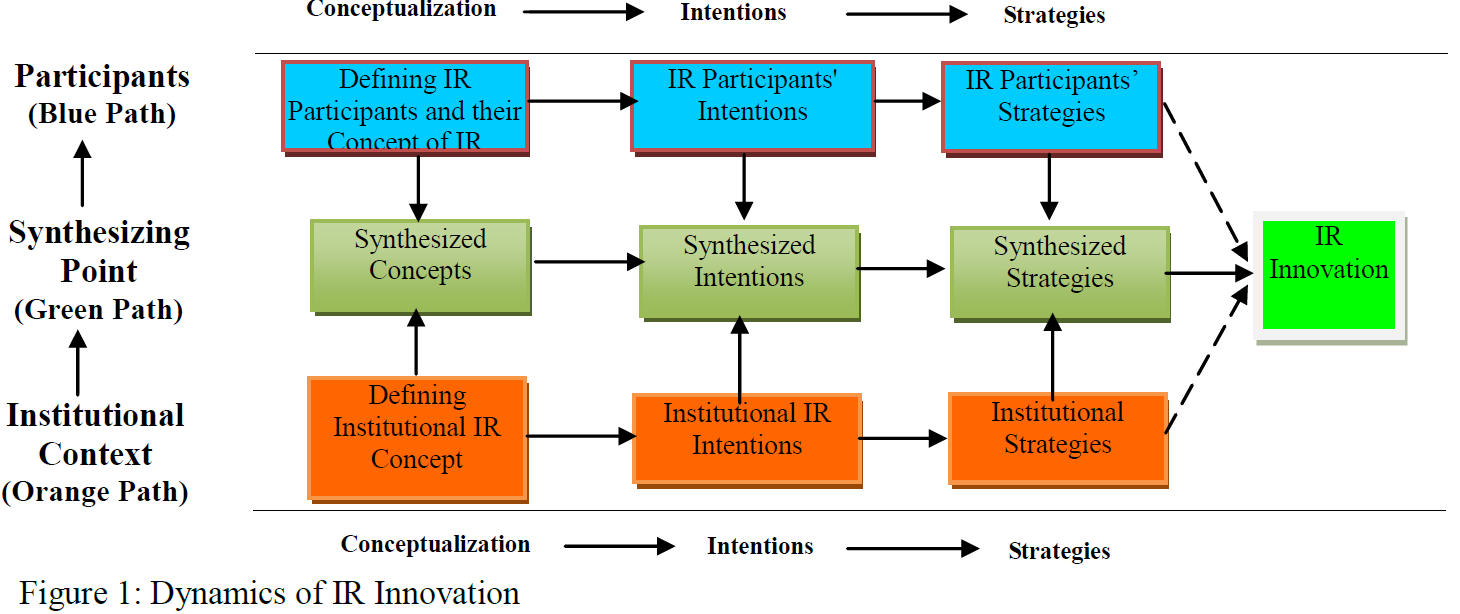 Conceptualization
Intentions
Strategies
Participants
(Blue Path)
Defining IR
Participants and their
Concept of IR
IR Participants'
Intentions
IR Participants’
Strategies
Synthesizing
Point
(Green Path)
Synthesized
Concepts
Synthesized
Intentions
Synthesized
Strategies
IR
Innovation
Institutional
Context
(Orange Path)
Defining
Institutional IR
Concept
Institutional IR
Intentions
Institutional
Strategies
Conceptualization
Intentions
Strategies
Figure 1: Dynamics of IR Innovation